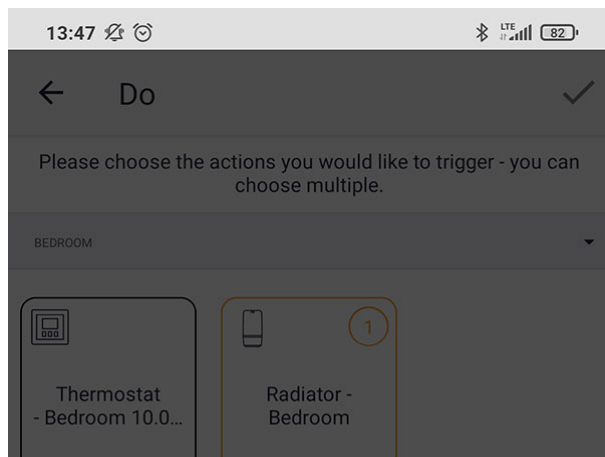 13:47 LTE 82
Do
Please choose the actions you would like to trigger - you can
choose multiple.
BEDROOM
1
Thermostat
- Bedroom 10.0...
Radiator -
Bedroom